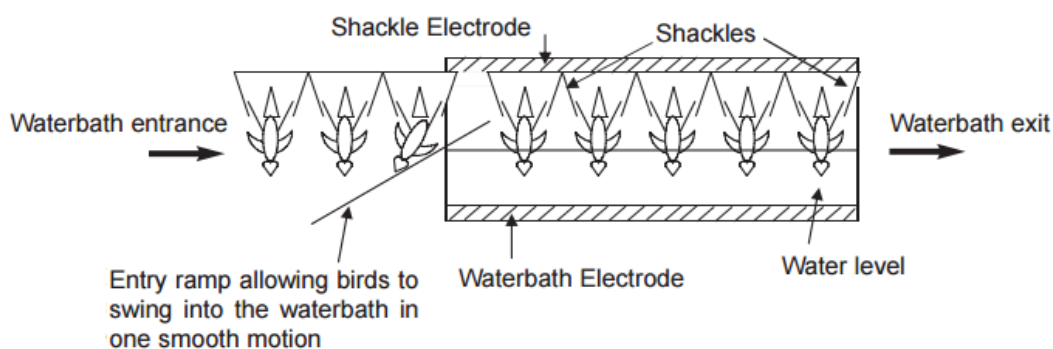 Shackle Electrode
Shackles
Waterbath entrance
Waterbath exit
Entry ramp allowing birds to
swing into the waterbath in
one smooth motion
Waterbath Electrode
Water level